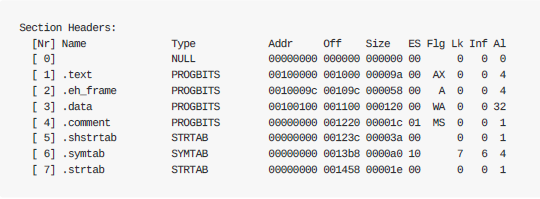 Section Headers:
  [Nr] Name              Type            Addr     Off    Size   ES Flg Lk Inf Al
  [ 0]                   NULL            00000000 000000 000000 00      0   0  0
  [ 1] .text             PROGBITS        00100000 001000 00009a 00  AX  0   0  4
  [ 2] .eh_frame         PROGBITS        0010009c 00109c 000058 00   A  0   0  4
  [ 3] .data             PROGBITS        00100100 001100 000120 00  WA  0   0 32
  [ 4] .comment          PROGBITS        00000000 001220 00001c 01  MS  0   0  1
  [ 5] .shstrtab         STRTAB          00000000 00123c 00003a 00      0   0  1
  [ 6] .symtab           SYMTAB          00000000 0013b8 0000a0 10      7   6  4
  [ 7] .strtab           STRTAB          00000000 001458 00001e 00      0   0  1